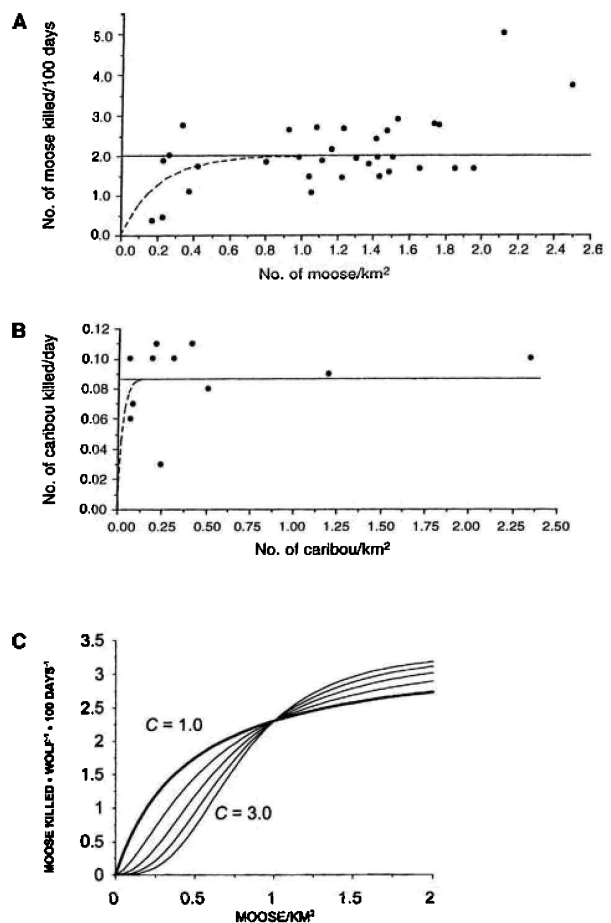 A
No. of moose killed/100 days
5.0
4.0
3.0
2.0
1.0
0.0
0 0.2 0.4 0.6 0.8 1.0 1.2 1.4 1.6 1.8 2.0 2.2 2.4 2.6
No. of moose/km²
B
No. of caribou killed/day
0.12
0.10
0.08
0.06
0.04
0.02
0.00
0.00 0.25 0.50 0.75 1.00 1.25 1.50 1.75 2.00 2.25 2.50
No. of caribou/km²
C
MOOSE KILLED • WOLF⁻¹ • 100 DAYS⁻¹
3.5
3
2.5
2
1.5
1
0.5
0
C = 1.0
C = 3.0
0 0.5 1 1.5 2
MOOSE/KM²